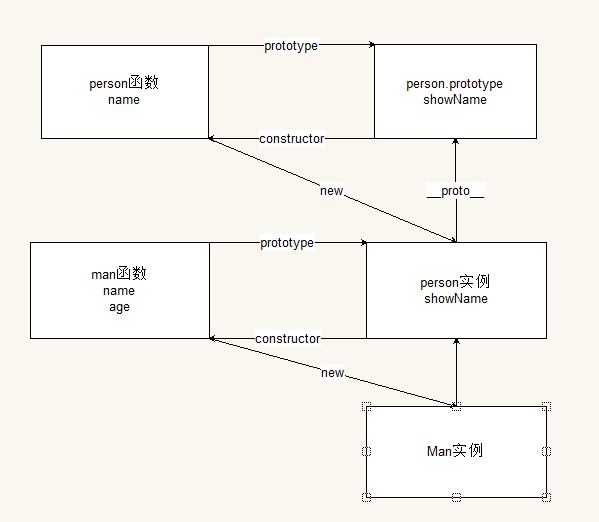 prototype
person函数
name
person.prototype
showName
constructor
new
__proto__
prototype
man函数
name
age
person实例
showName
constructor
new
Man实例